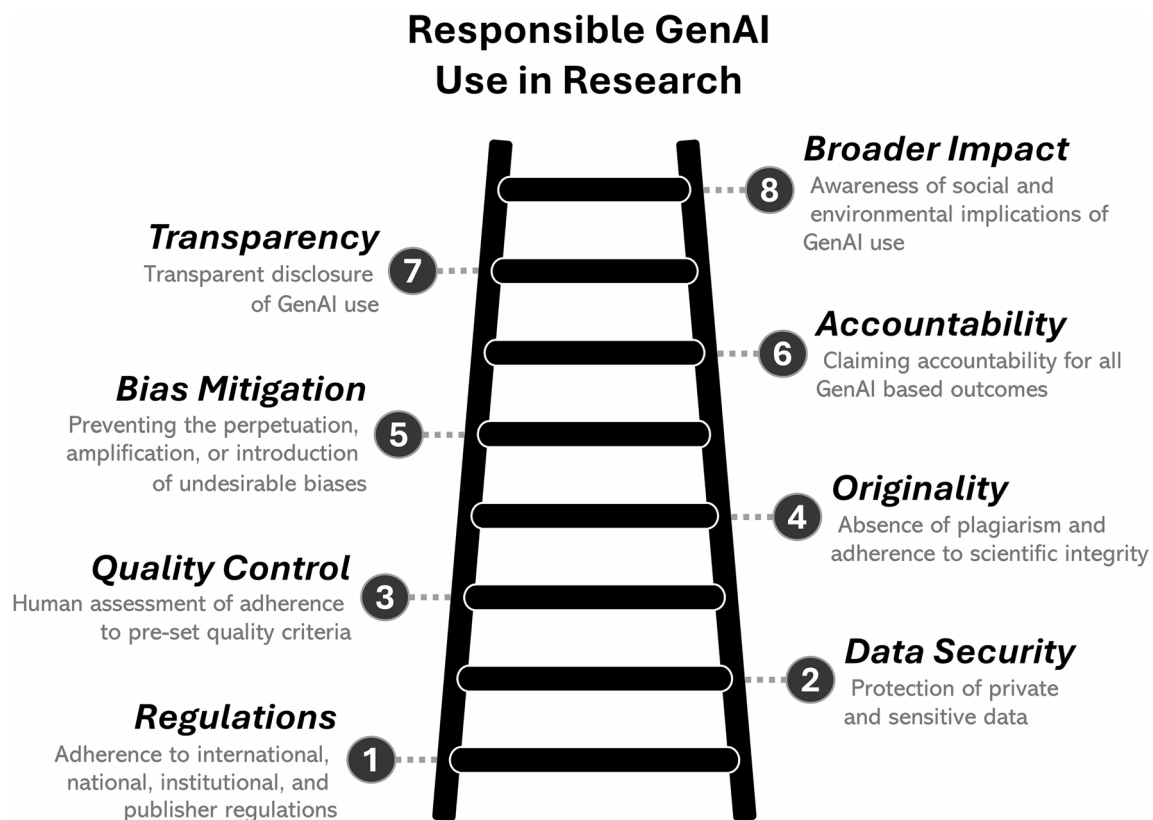 Responsible GenAI
Use in Research
Broader Impact
8
Awareness of social and
environmental implications of
GenAI use
Transparency
7
Transparent disclosure
of GenAI use
Accountability
6
Claiming accountability for all
GenAI based outcomes
Bias Mitigation
5
Preventing the perpetuation,
amplification, or introduction
of undesirable biases
Originality
4
Absence of plagiarism and
adherence to scientific integrity
Quality Control
3
Human assessment of adherence
to pre-set quality criteria
Data Security
2
Protection of private
and sensitive data
Regulations
1
Adherence to international,
national, institutional, and
publisher regulations